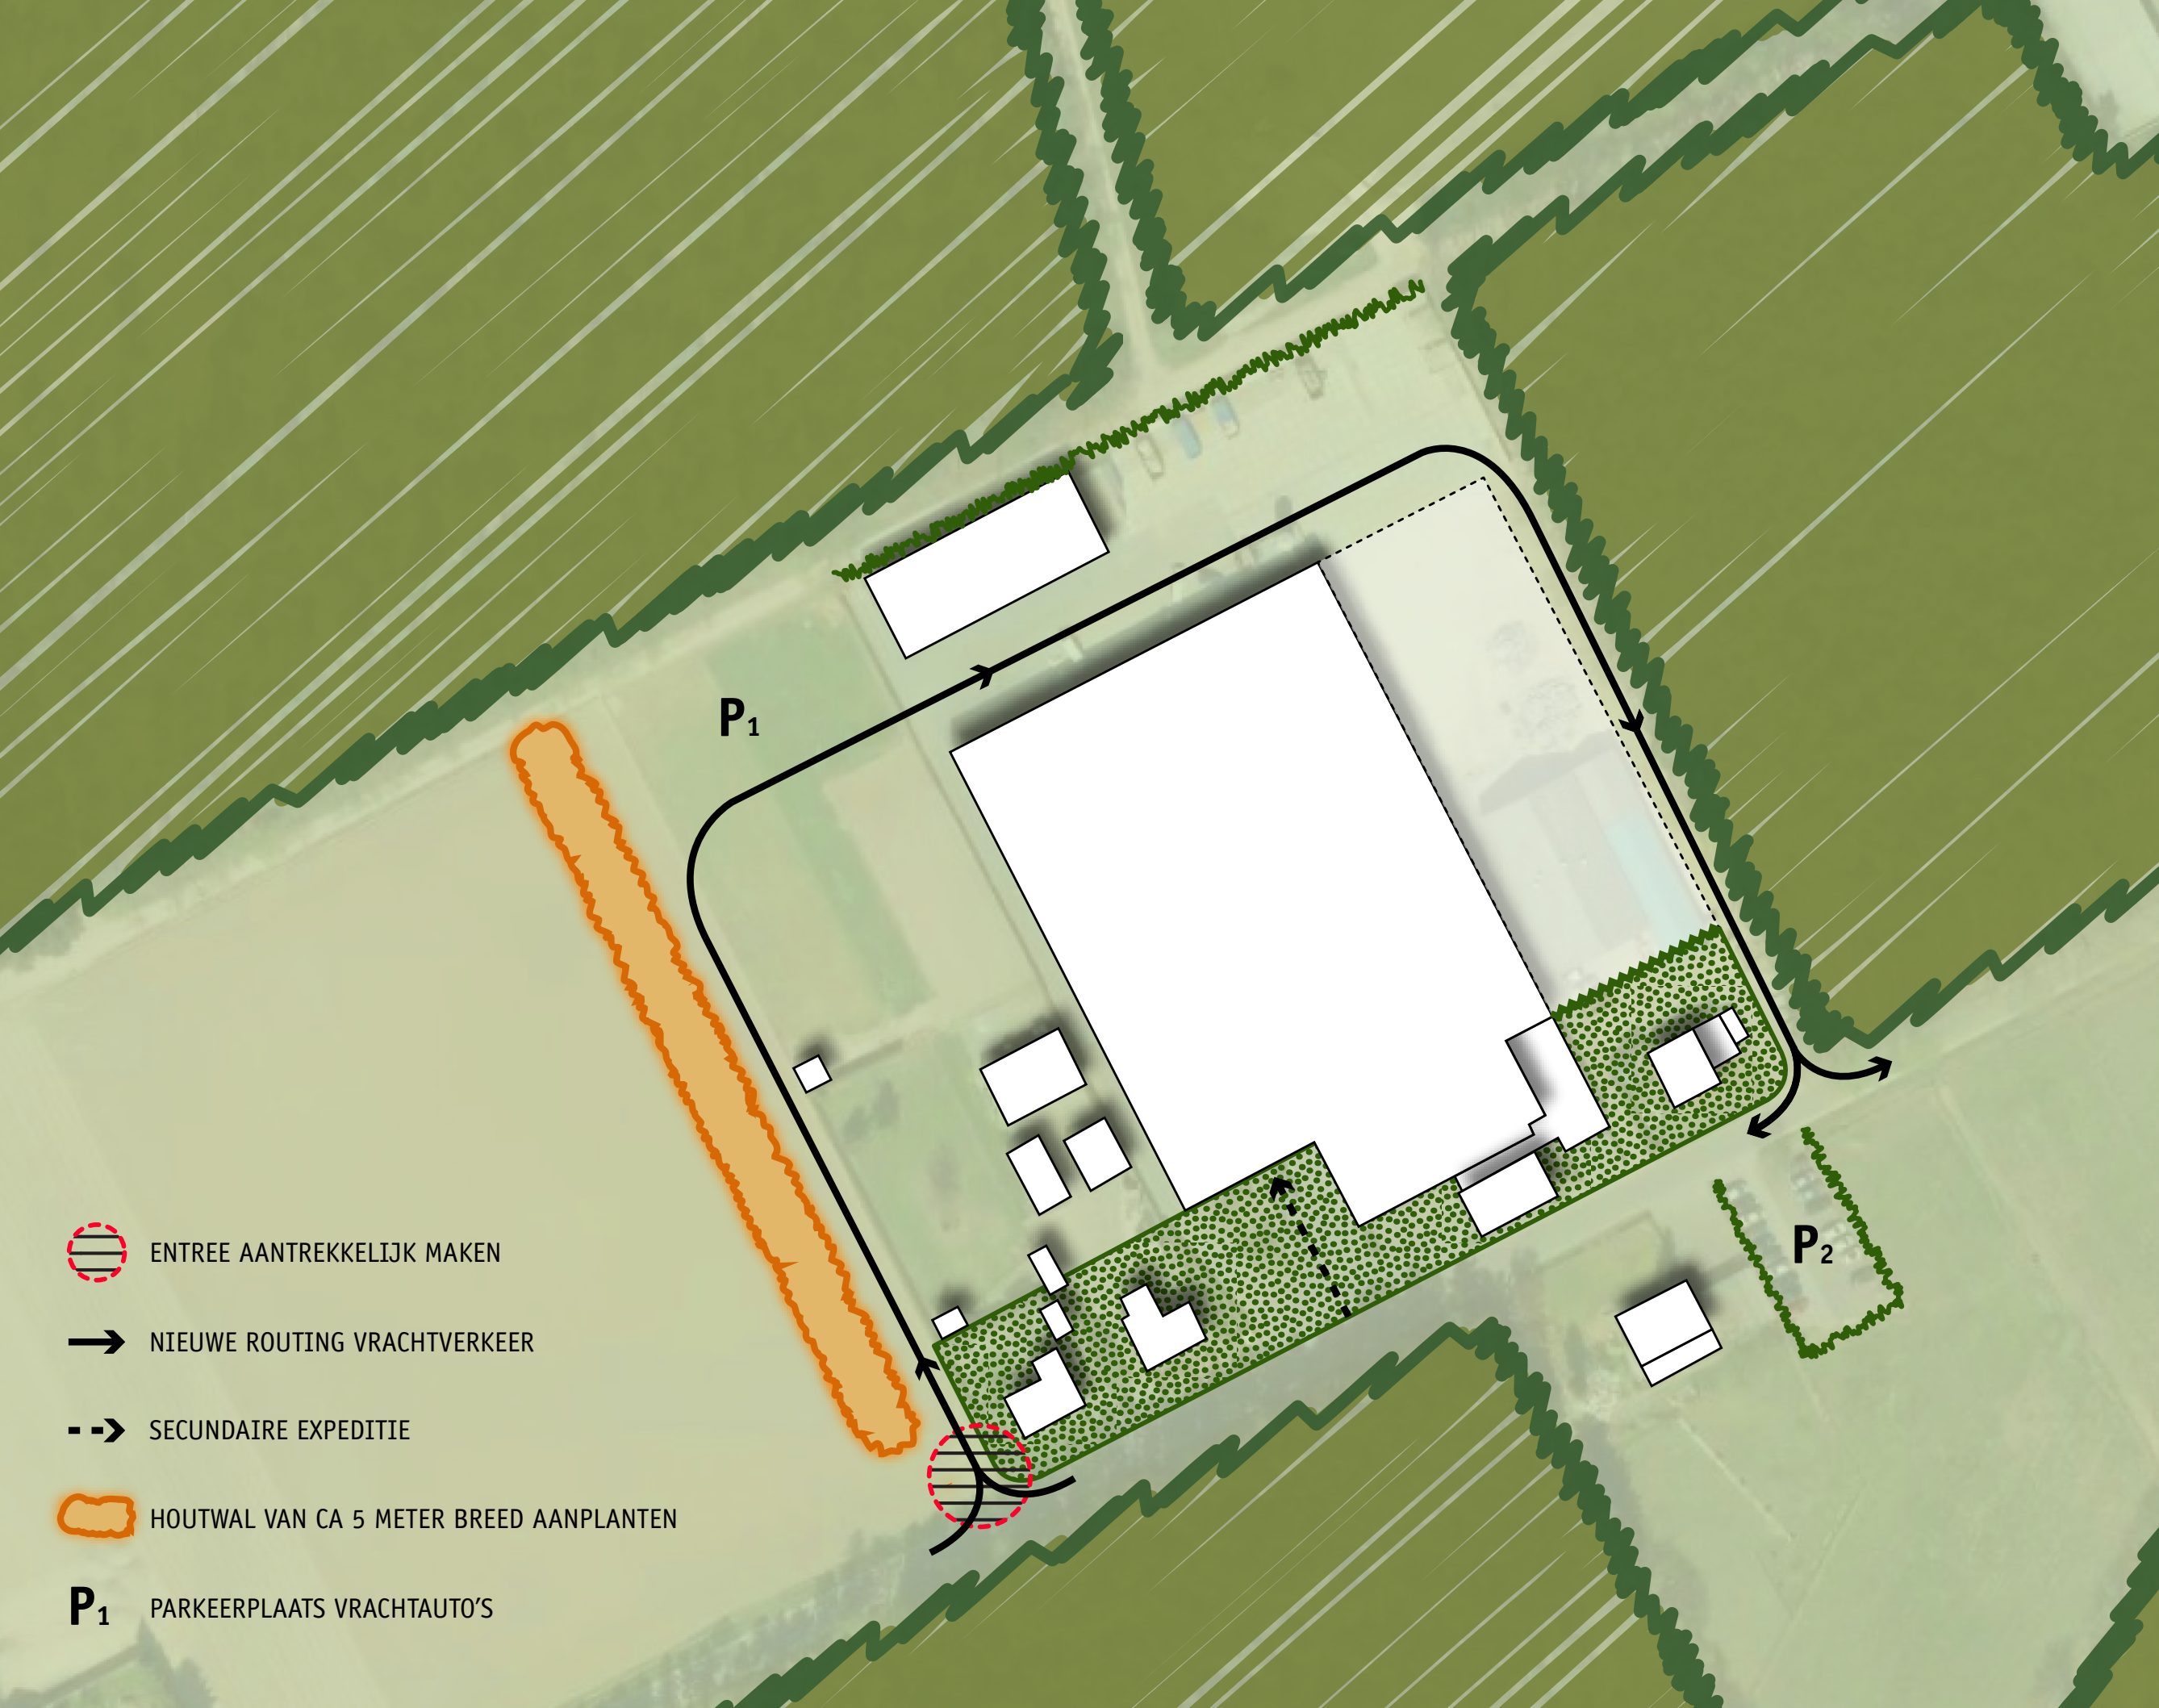 P1
P2
ENTREE AANTREKKELIJK MAKEN
NIEUWE ROUTING VRACHTVERKEER
SECUNDAIRE EXPEDITIE
HOUTWAL VAN CA 5 METER BREED AANPLANTEN
P1 PARKEERPLAATS VRACHTAUTO'S